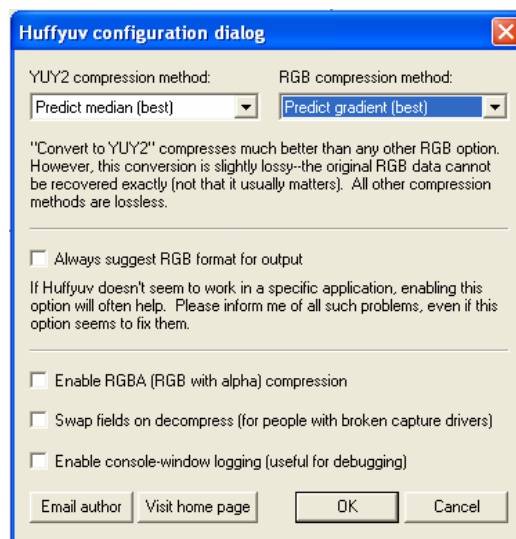 Huffyuv configuration dialog
YUY2 compression method:
RGB compression method:
Predict median (best)
Predict gradient (best)
"Convert to YUY2" compresses much better than any other RGB option.
However, this conversion is slightly lossy--the original RGB data cannot
be recovered exactly (not that it usually matters). All other compression
methods are lossless.
Always suggest RGB format for output
If Huffyuv doesn't seem to work in a specific application, enabling this
option will often help. Please inform me of all such problems, even if this
option seems to fix them.
Enable RGBA (RGB with alpha) compression
Swap fields on decompress (for people with broken capture drivers)
Enable console-window logging (useful for debugging)
Email author
Visit home page
OK
Cancel